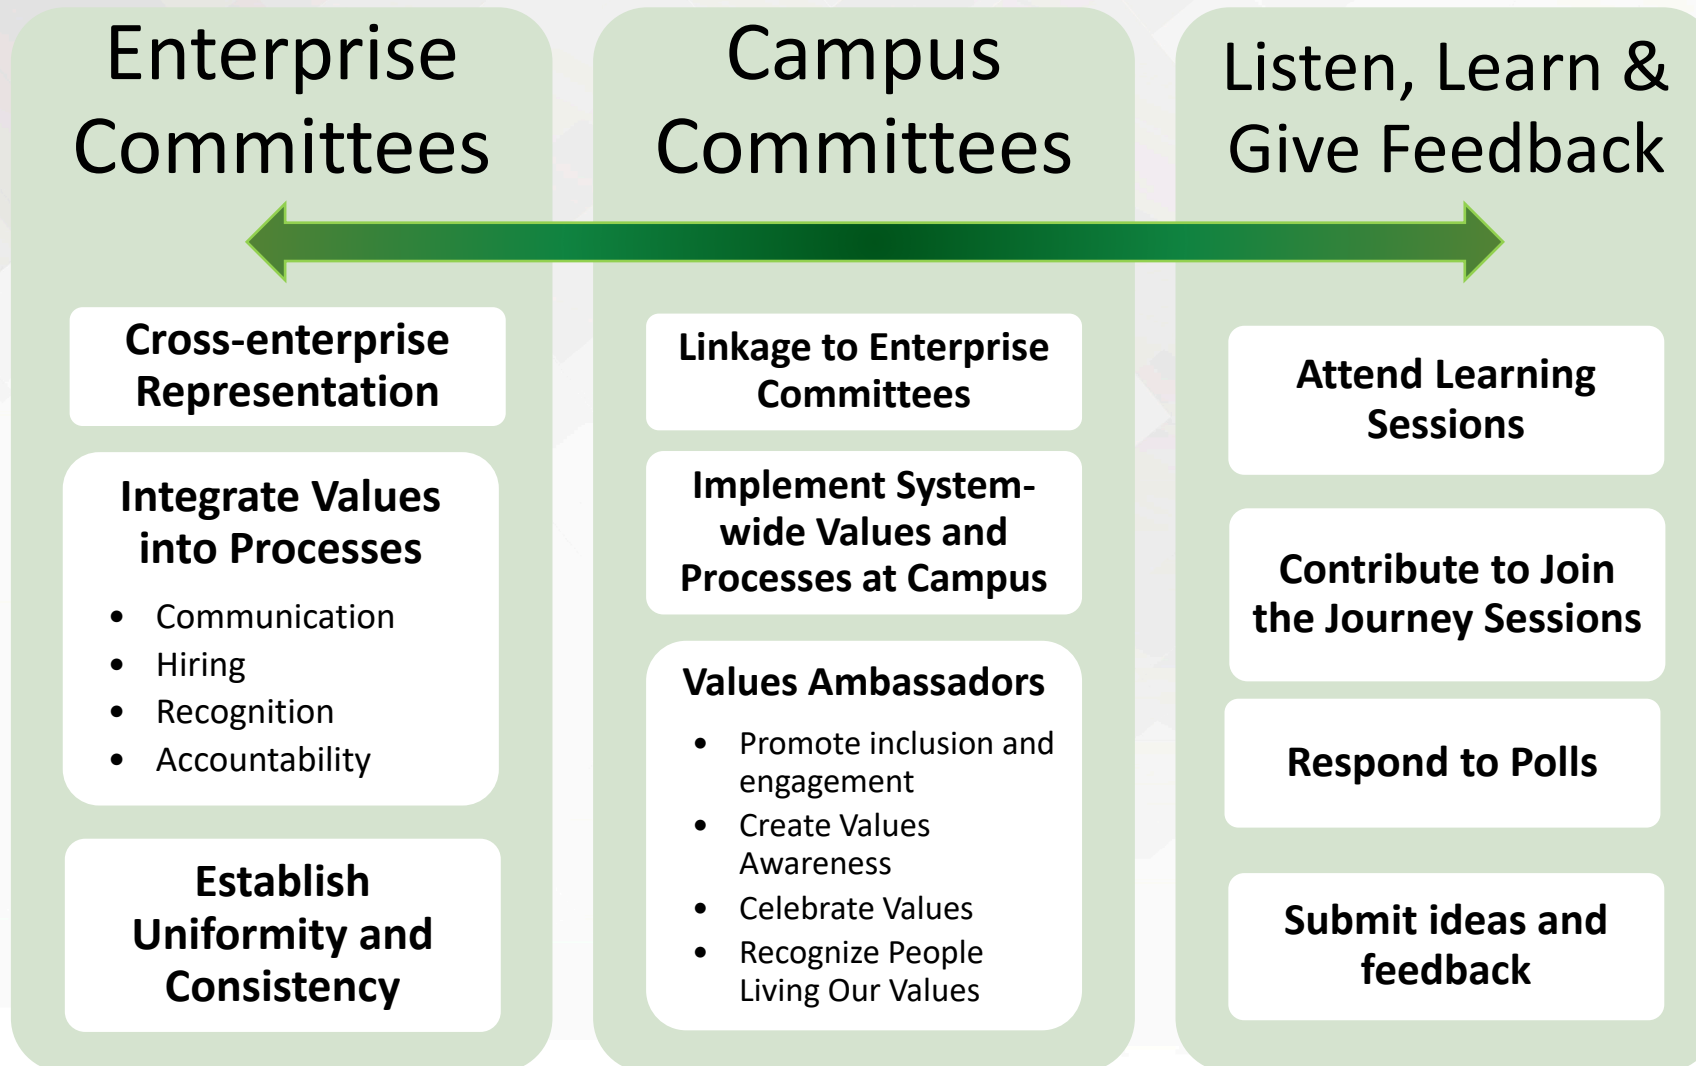 Enterprise
Committees
Cross-enterprise
Representation
Integrate Values
into Processes
• Communication
• Hiring
• Recognition
• Accountability
Establish
Uniformity and
Consistency
Campus
Committees
Linkage to Enterprise
Committees
Implement System-
wide Values and
Processes at Campus
Values Ambassadors
• Promote inclusion and
engagement
• Create Values
Awareness
• Celebrate Values
• Recognize People
Living Our Values
Listen, Learn &
Give Feedback
Attend Learning
Sessions
Contribute to Join
the Journey Sessions
Respond to Polls
Submit ideas and
feedback